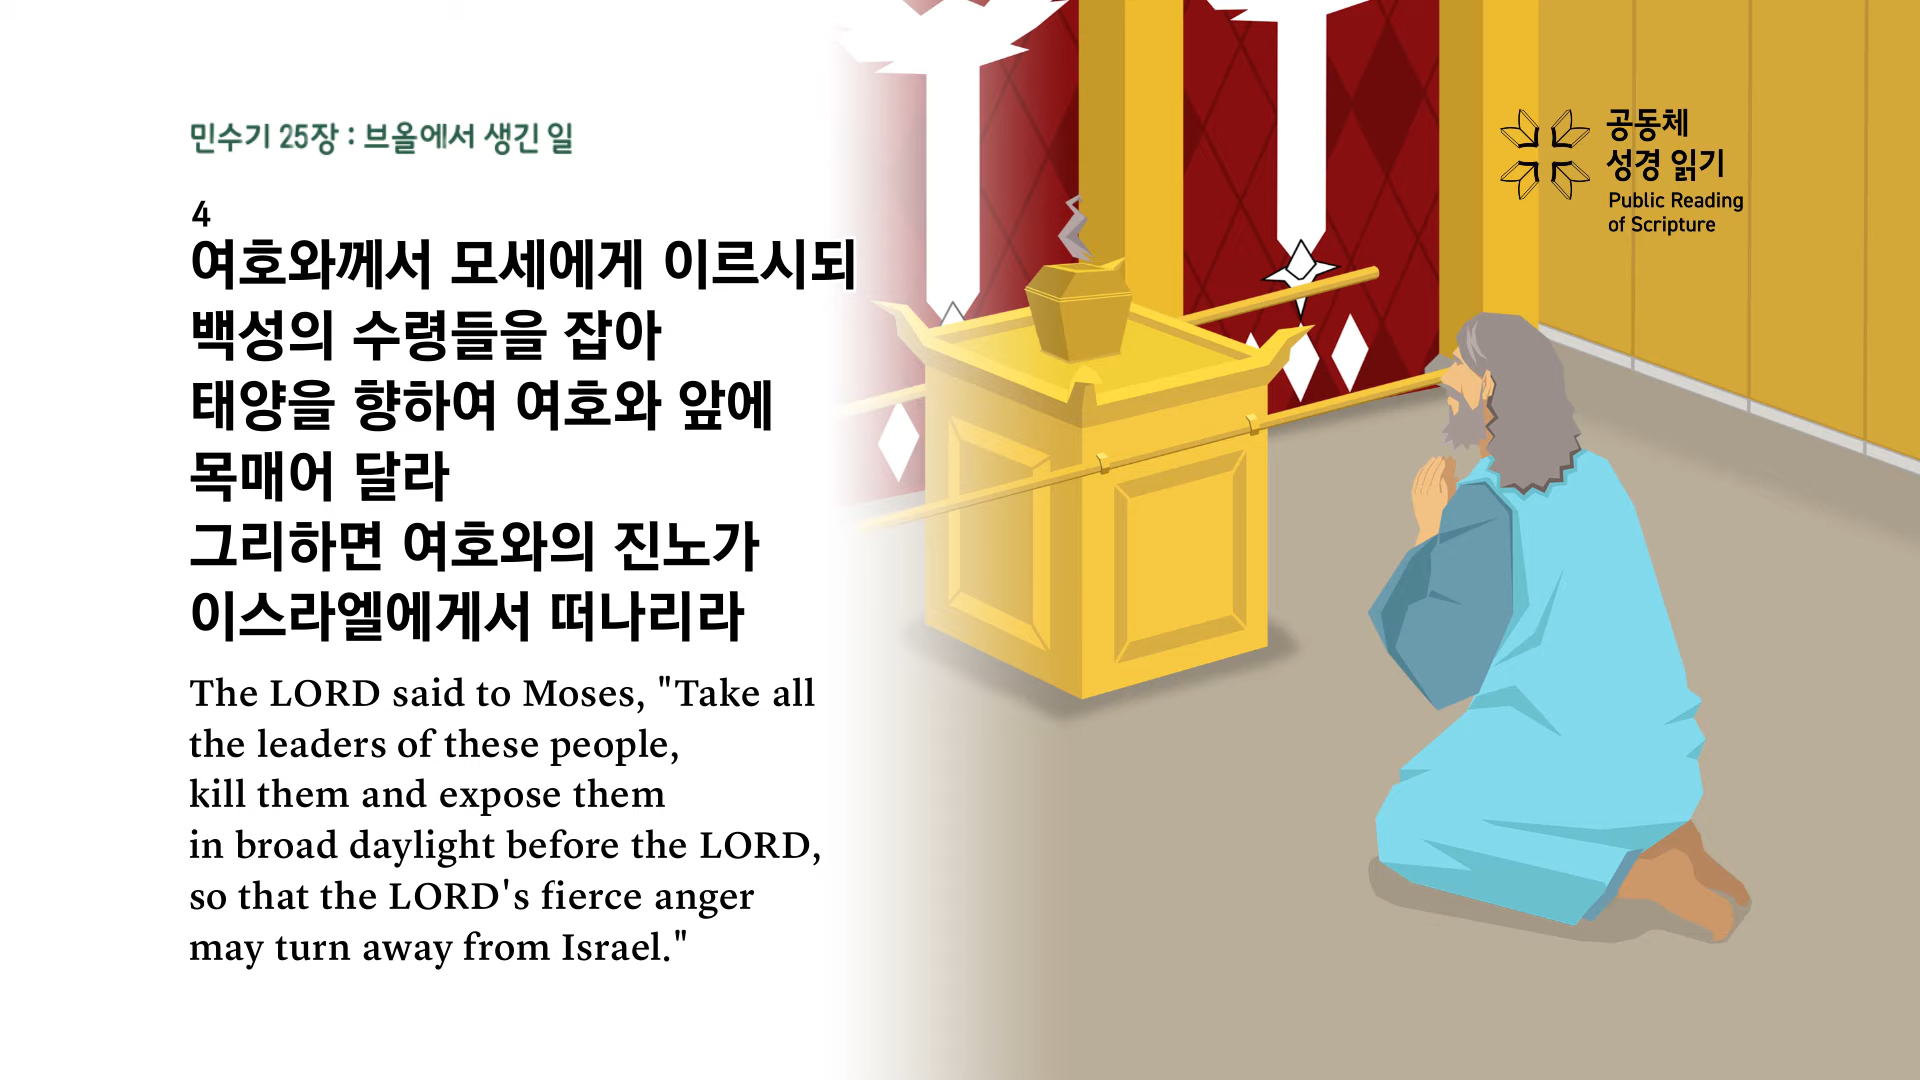 민수기 25장 : 브올에서 생긴 일
4
여호와께서 모세에게 이르시되
백성의 수령들을 잡아
태양을 향하여 여호와 앞에
목매어 달라
그리하면 여호와의 진노가
이스라엘에게서 떠나리라
The LORD said to Moses, "Take all
the leaders of these people,
kill them and expose them
in broad daylight before the LORD,
so that the LORD's fierce anger
may turn away from Israel."
공동체
성경 읽기
Public Reading
of Scripture